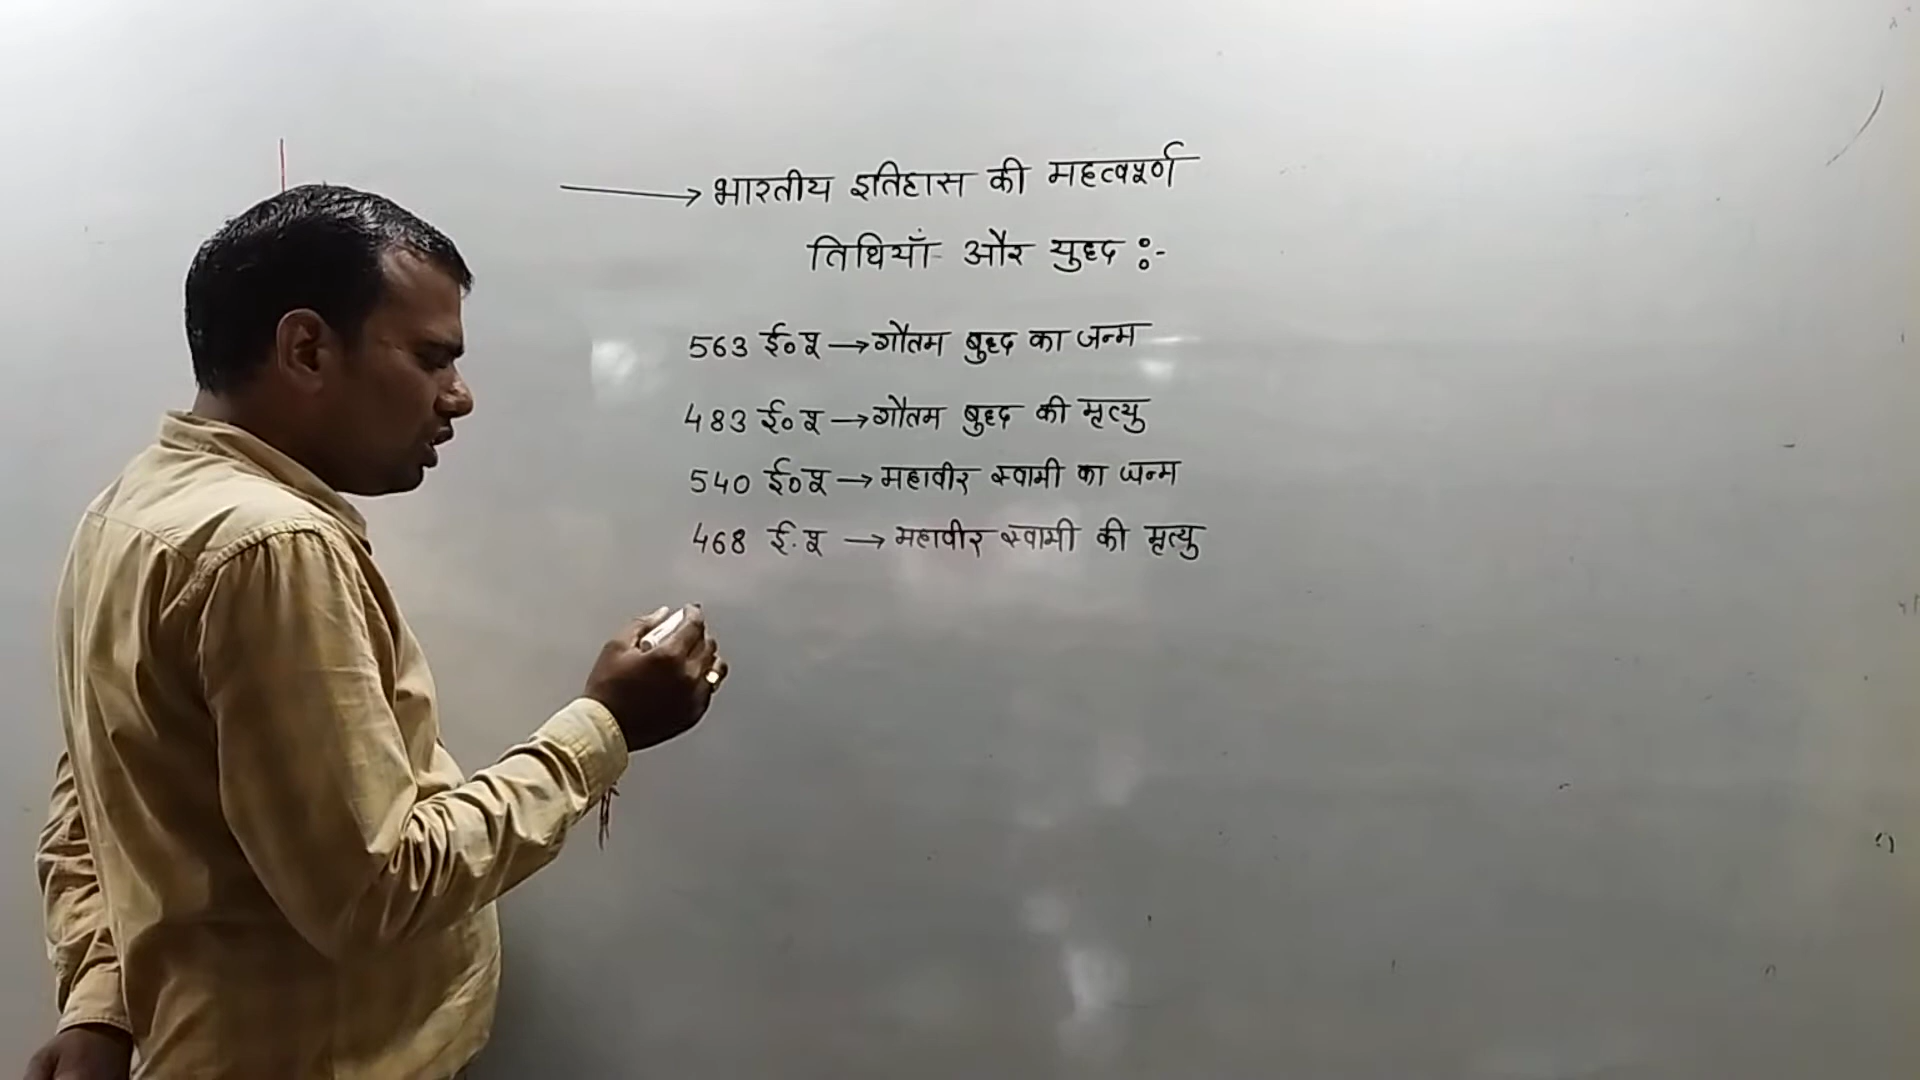 → भारतीय इतिहास की महत्वपूर्ण
तिथियाँ और युद्ध :-
563 ई०पू → गौतम बुद्ध का जन्म
483 ई०पू → गौतम बुद्ध की मृत्यु
540 ई०पू → महावीर स्वामी का जन्म
468 ई.पू → महावीर स्वामी की मृत्यु